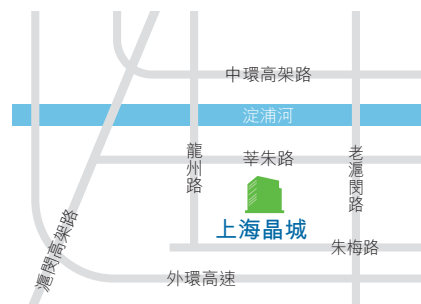 中環高架路
淀浦河
莘朱路
龍州路
老滬閔路
上海晶城
滬閔高架路
朱梅路
外環高速